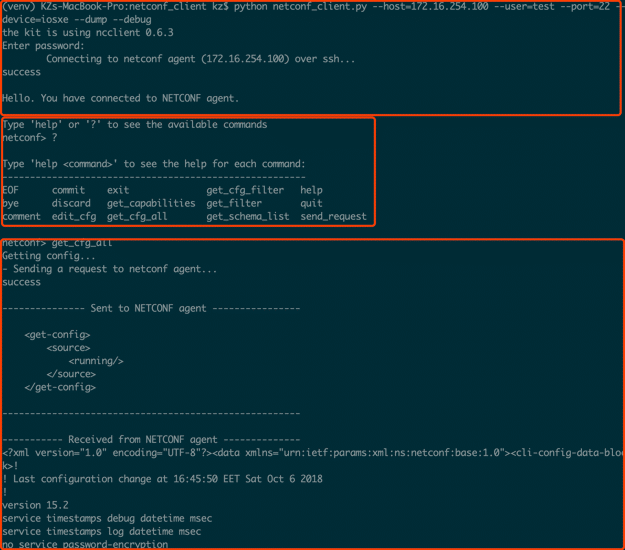 (venv) KZs-MacBook-Pro:netconf_client kz$ python netconf_client.py --host=172.16.254.100 --user=test --port=22 --
device=iosxe --dump --debug
the kit is using ncclient 0.6.3
Enter password:
Connecting to netconf agent (172.16.254.100) over ssh...
success
Hello. You have connected to NETCONF agent.
Type 'help' or '?' to see the available commands
netconf> ?
Type 'help <command>' to see the help for each command:
-------------------------------------------------------
EOF commit exit get_cfg_filter help
bye discard get_capabilities get_filter quit
comment edit_cfg get_cfg_all get_schema_list send_request
netconf> get_cfg_all
Getting config...
- Sending a request to netconf agent...
success
--------------- Sent to NETCONF agent ----------------
<get-config>
<source>
<running/>
</source>
</get-config>
------------------------------------------------------
----------- Received from NETCONF agent --------------
<?xml version="1.0" encoding="UTF-8"?><data xmlns="urn:ietf:params:xml:ns:netconf:base:1.0"><cli-config-data-bloc
k>!
! Last configuration change at 16:45:50 EET Sat Oct 6 2018
!
version 15.2
service timestamps debug datetime msec
service timestamps log datetime msec
no service password-encryption